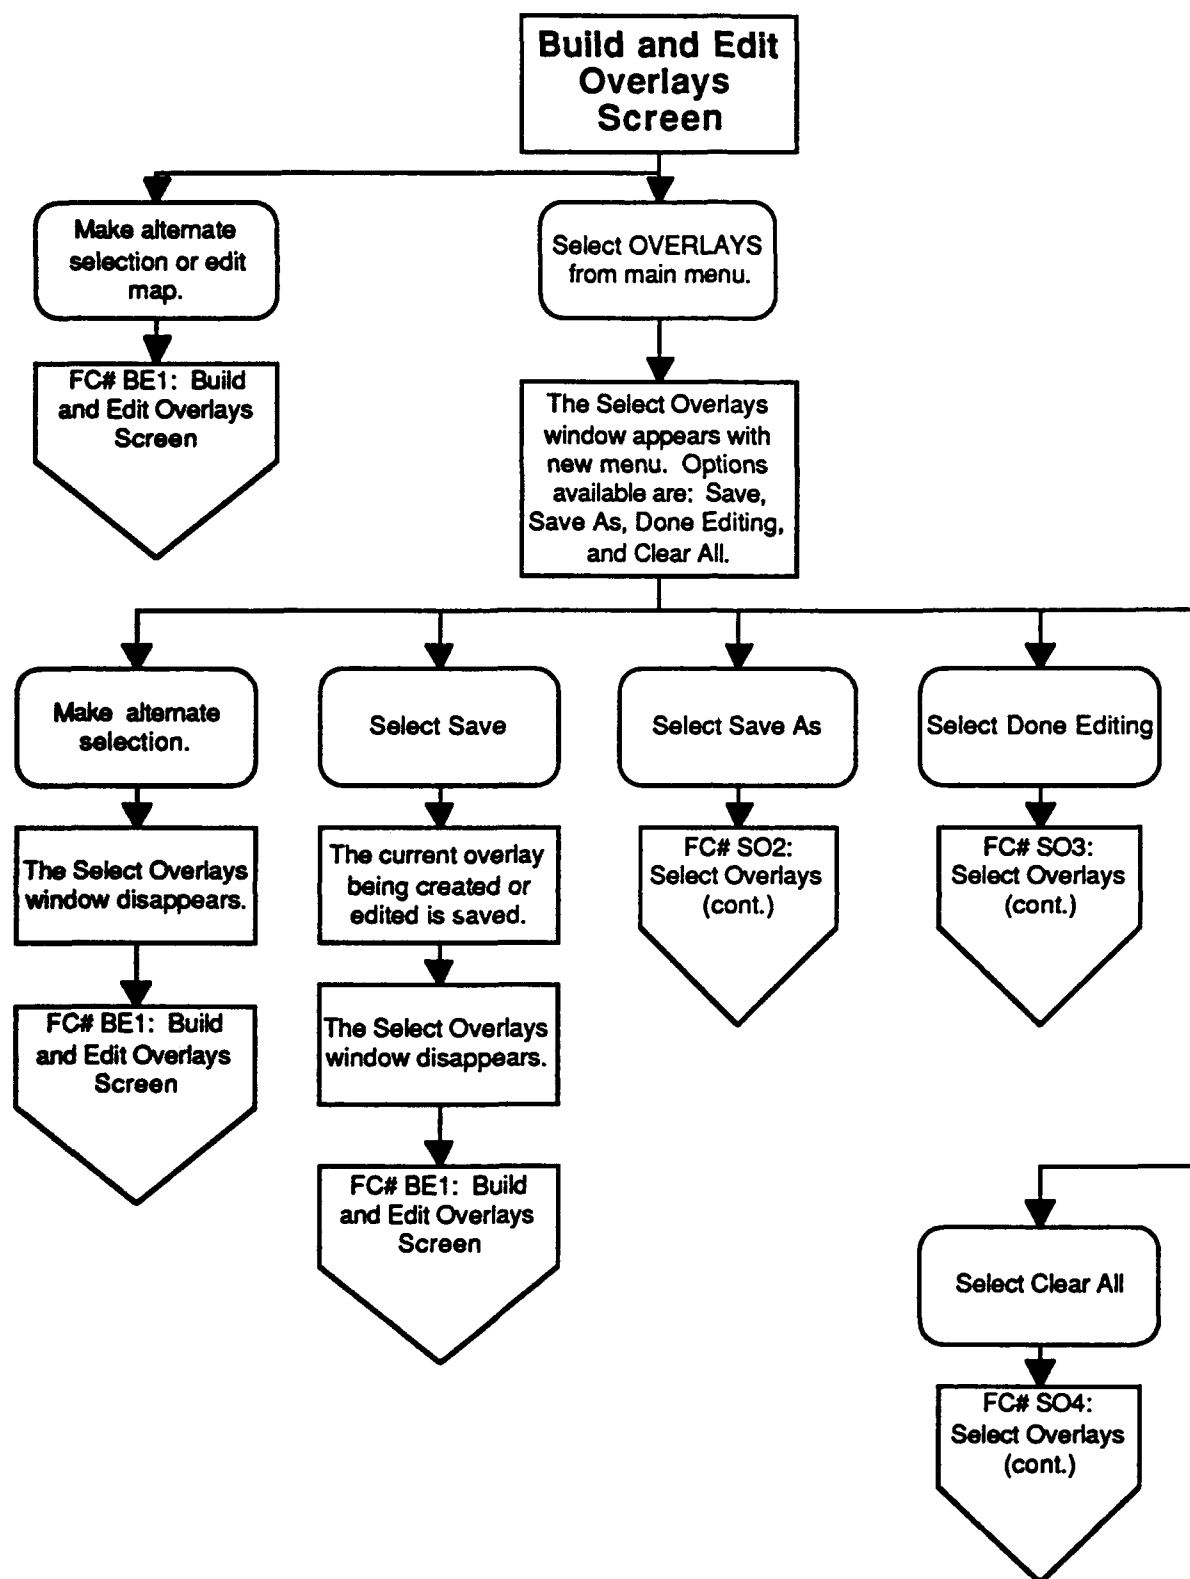 Build and Edit
Overlays
Screen
Make alternate
selection or edit
map.
Select OVERLAYS
from main menu.
FC# BE1: Build
and Edit Overlays
Screen
The Select Overlays
window appears with
new menu. Options
available are: Save,
Save As, Done Editing,
and Clear All.
Make alternate
selection.
Select Save
Select Save As
Select Done Editing
The Select Overlays
window disappears.
The current overlay
being created or
edited is saved.
FC# SO2:
Select Overlays
(cont.)
FC# SO3:
Select Overlays
(cont.)
FC# BE1: Build
and Edit Overlays
Screen
The Select Overlays
window disappears.
FC# BE1: Build
and Edit Overlays
Screen
Select Clear All
FC# SO4:
Select Overlays
(cont.)